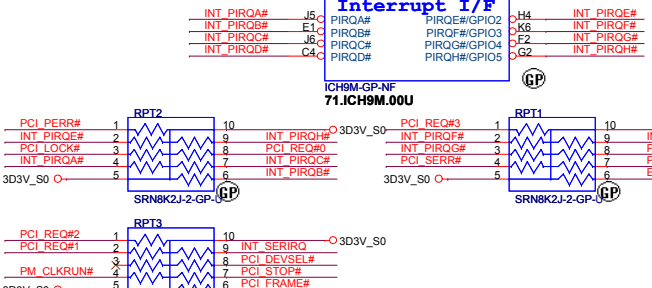 Interrupt I/F
INT_PIRQA# J5 PIRQA# PIRQE#/GPIO2 H4 INT_PIRQE#
INT_PIRQB# E1 PIRQB# PIRQF#/GPIO3 K6 INT_PIRQF#
INT_PIRQC# J6 PIRQC# PIRQG#/GPIO4 F2 INT_PIRQG#
INT_PIRQD# C4 PIRQD# PIRQH#/GPIO5 G2 INT_PIRQH#
GP
ICH9M-GP-NF
71.ICH9M.00U
RPT2 RPT1
PCI_PERR# 1 10 3D3V_S0 PCI_REQ#3 1 10
INT_PIRQE# 2 9 INT_PIRQH# INT_PIRQF# 2 9
PCI_LOCK# 3 8 PCI_REQ#0 INT_PIRQG# 3 8
INT_PIRQA# 4 7 INT_PIRQC# PCI_SERR# 4 7
3D3V_S0 5 6 INT_PIRQB# 3D3V_S0 5 6
SRN8K2J-2-GP-U GP SRN8K2J-2-GP-U GP
RPT3
PCI_REQ#2 1 10 3D3V_S0
PCI_REQ#1 2 9 INT_SERIRQ
3 8 PCI_DEVSEL#
PM_CLKRUN# 4 7 PCI_STOP#
5 6 PCI_FRAME#